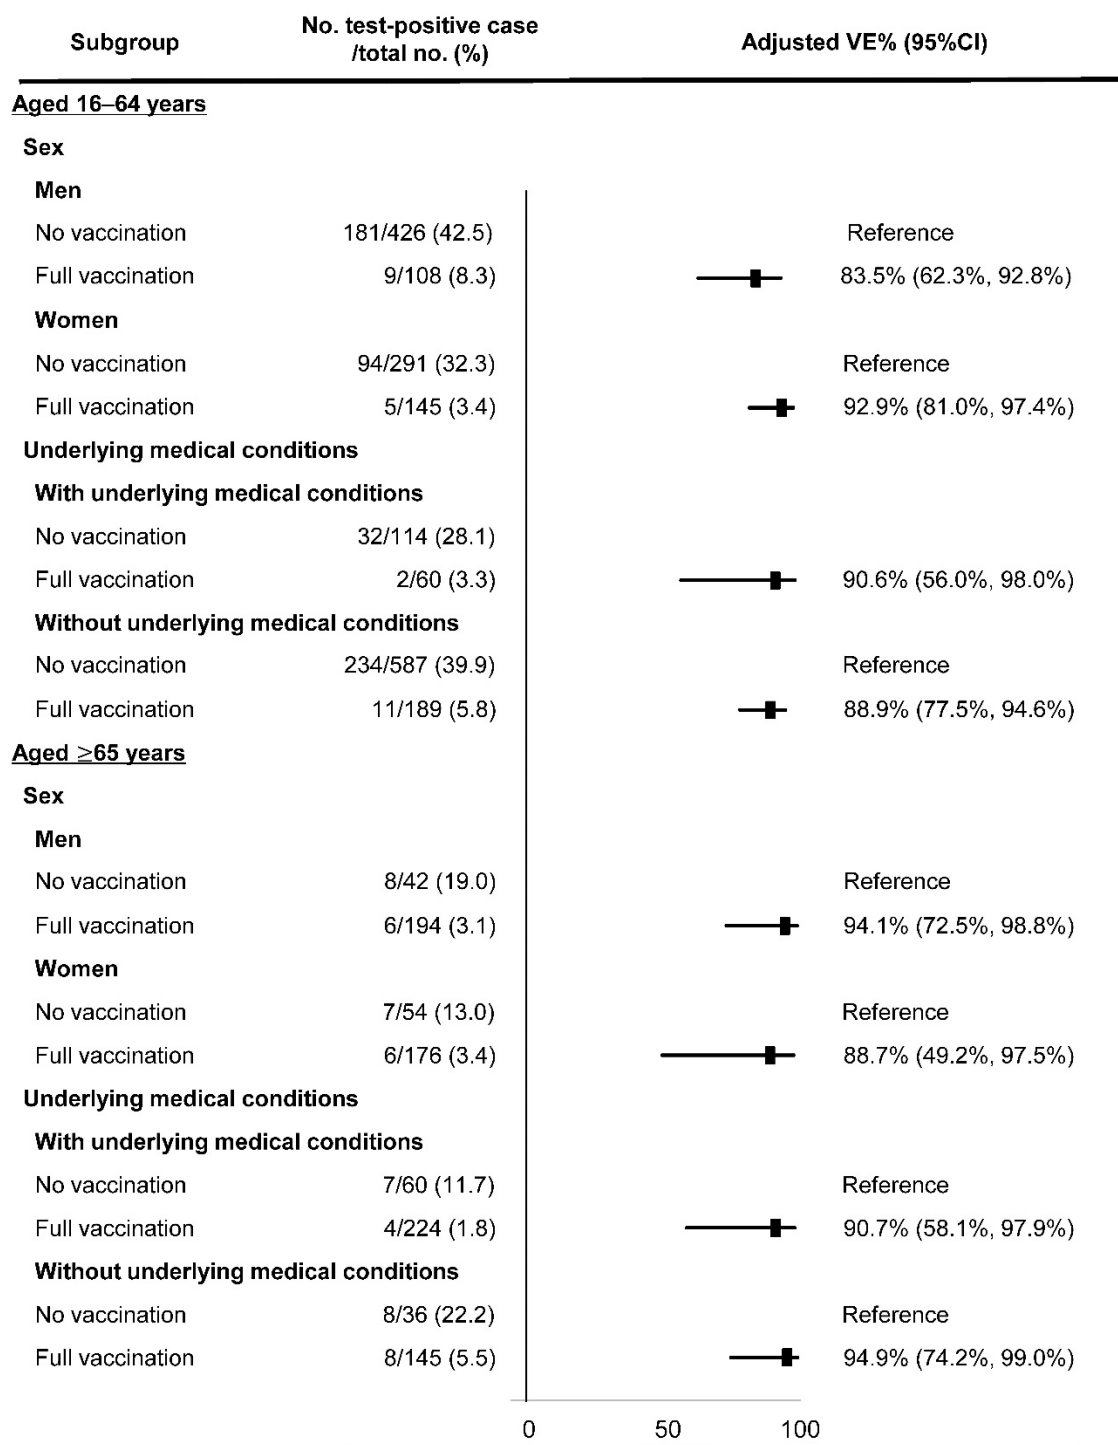 Subgroup No. test-positive case /total no. (%) Adjusted VE% (95%CI)
Aged 16–64 years
Sex
Men
No vaccination 181/426 (42.5) Reference
Full vaccination 9/108 (8.3) 83.5% (62.3%, 92.8%)
Women
No vaccination 94/291 (32.3) Reference
Full vaccination 5/145 (3.4) 92.9% (81.0%, 97.4%)
Underlying medical conditions
With underlying medical conditions
No vaccination 32/114 (28.1)
Full vaccination 2/60 (3.3) 90.6% (56.0%, 98.0%)
Without underlying medical conditions
No vaccination 234/587 (39.9) Reference
Full vaccination 11/189 (5.8) 88.9% (77.5%, 94.6%)
Aged ≥65 years
Sex
Men
No vaccination 8/42 (19.0) Reference
Full vaccination 6/194 (3.1) 94.1% (72.5%, 98.8%)
Women
No vaccination 7/54 (13.0) Reference
Full vaccination 6/176 (3.4) 88.7% (49.2%, 97.5%)
Underlying medical conditions
With underlying medical conditions
No vaccination 7/60 (11.7) Reference
Full vaccination 4/224 (1.8) 90.7% (58.1%, 97.9%)
Without underlying medical conditions
No vaccination 8/36 (22.2) Reference
Full vaccination 8/145 (5.5) 94.9% (74.2%, 99.0%)
0 50 100